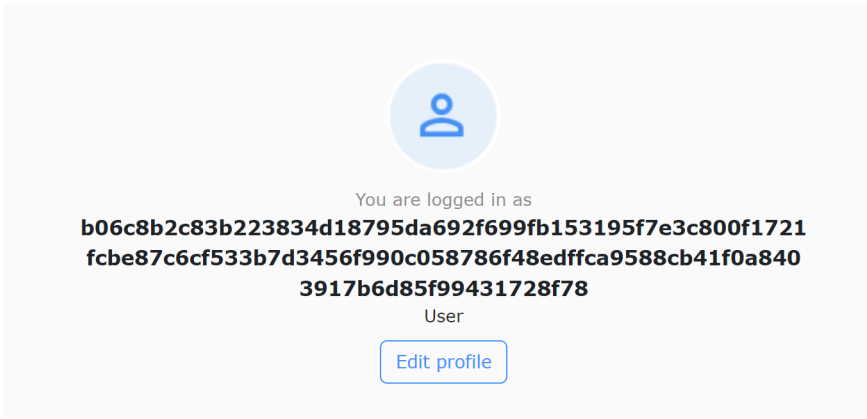 You are logged in as
b06c8b2c83b223834d18795da692f699fb153195f7e3c800f1721
fcbe87c6cf533b7d3456f990c058786f48edffca9588cb41f0a840
3917b6d85f99431728f78
User
Edit profile